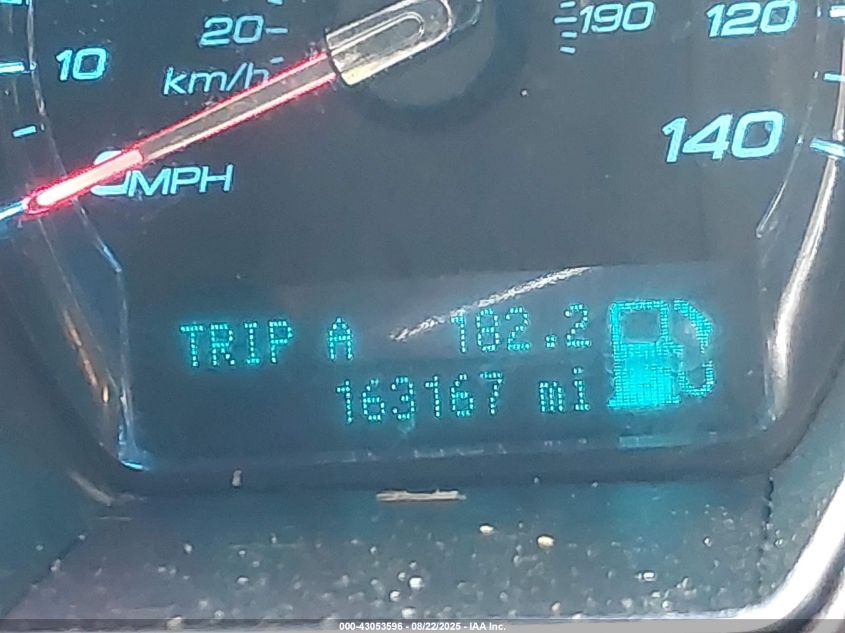 20 190 120
10 km/h
140
0 MPH
TRIP A 182.2
163167 mi
000-43053596 - 08/22/2025 - IAA Inc.